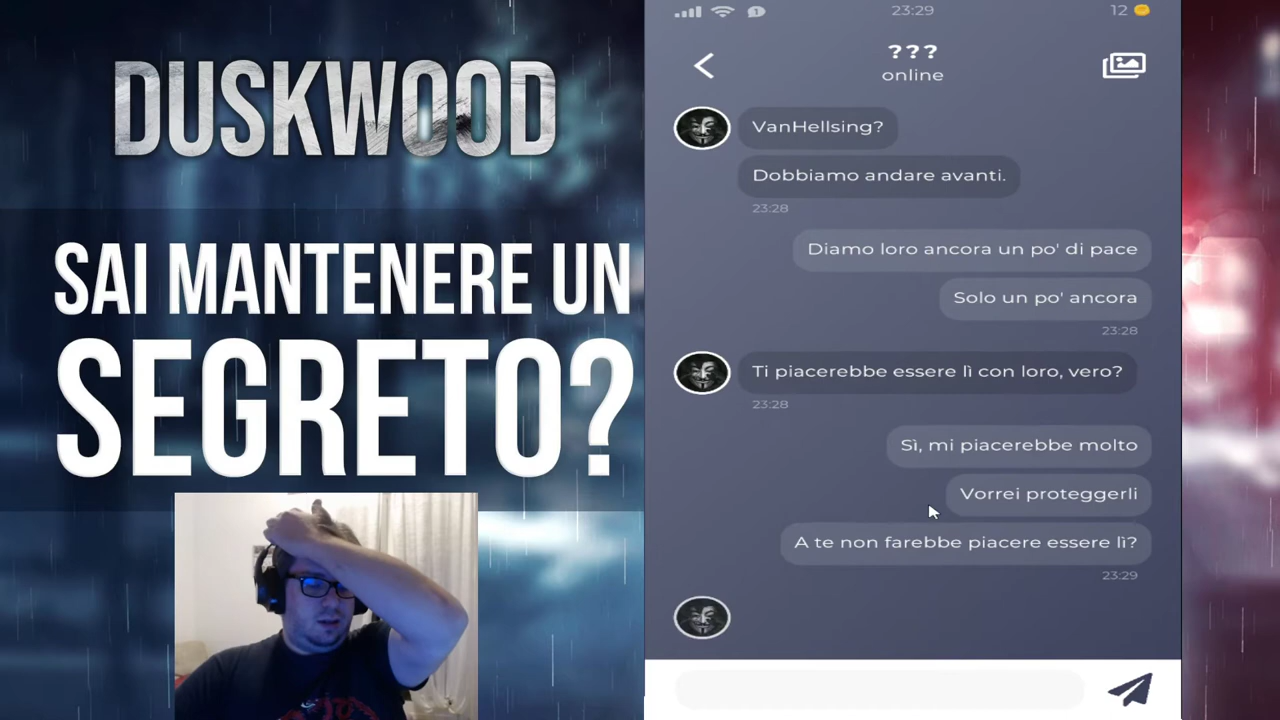 DUSKWOOD
SAI MANTENERE UN
SEGRETO?
23:29
12
???
online
VanHellsing?
Dobbiamo andare avanti.
23:28
Diamo loro ancora un po' di pace
Solo un po' ancora
23:28
Ti piacerebbe essere lì con loro, vero?
23:28
Sì, mi piacerebbe molto
Vorrei proteggerli
A te non farebbe piacere essere lì?
23:29